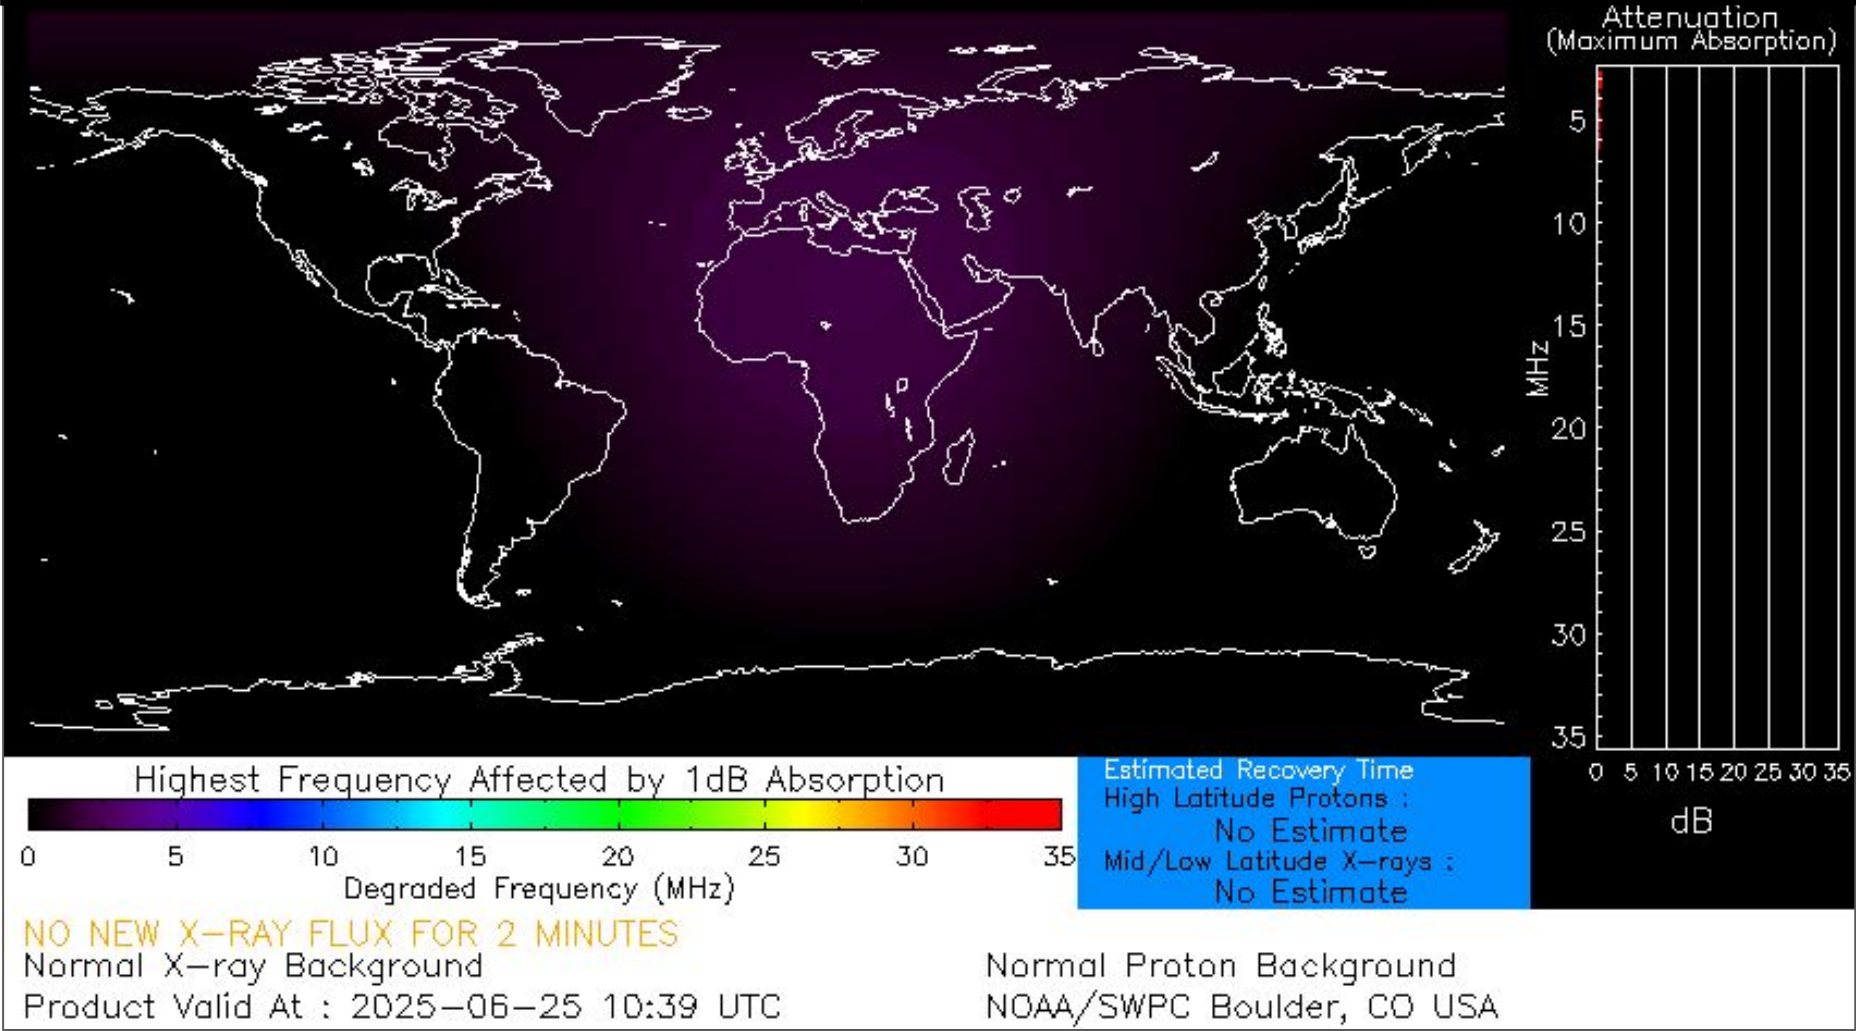 Attenuation
(Maximum Absorption)
5
10
15
20
25
30
35
MHz
0 5 10 15 20 25 30 35
dB
Highest Frequency Affected by 1dB Absorption
0 5 10 15 20 25 30 35
Degraded Frequency (MHz)
Estimated Recovery Time
High Latitude Protons :
No Estimate
Mid/Low Latitude X-rays :
No Estimate
NO NEW X-RAY FLUX FOR 2 MINUTES
Normal X-ray Background
Normal Proton Background
Product Valid At : 2025-06-25 10:39 UTC
NOAA/SWPC Boulder, CO USA